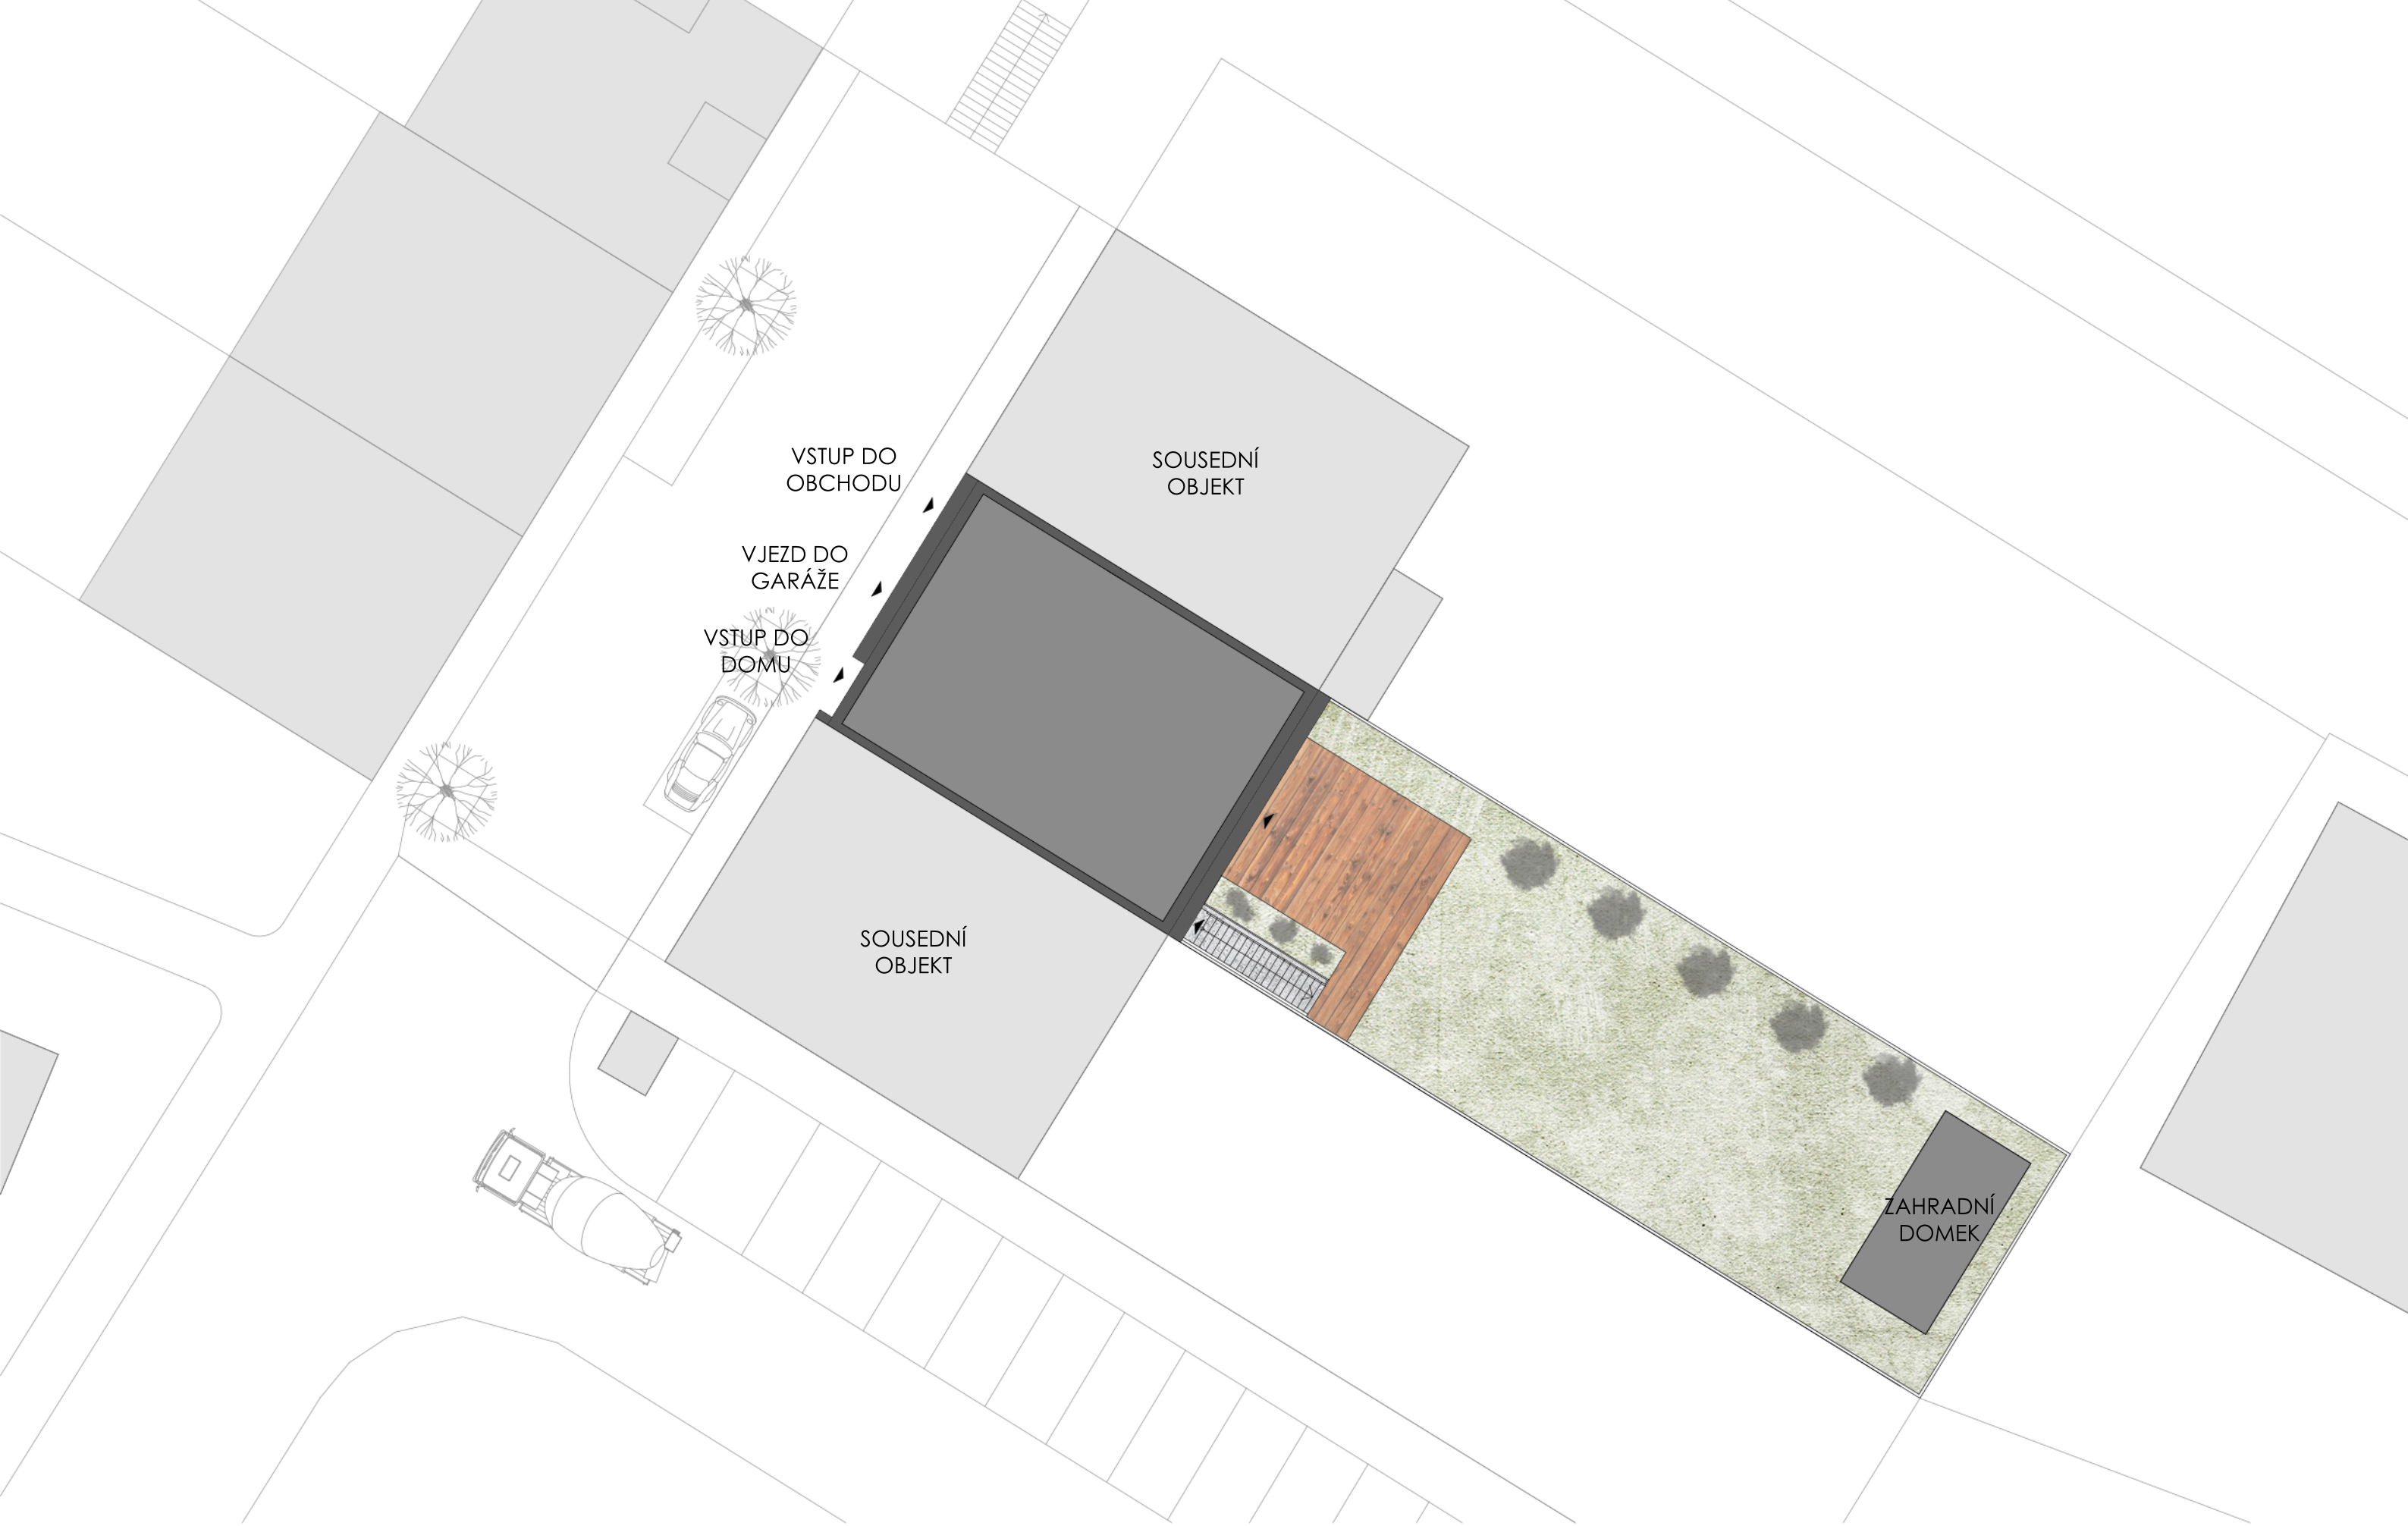 VSTUP DO
OBCHODU
SOUSEDNÍ
OBJEKT
VJEZD DO
GARÁŽE
VSTUP DO
DOMU
SOUSEDNÍ
OBJEKT
ZAHRADNÍ
DOMEK